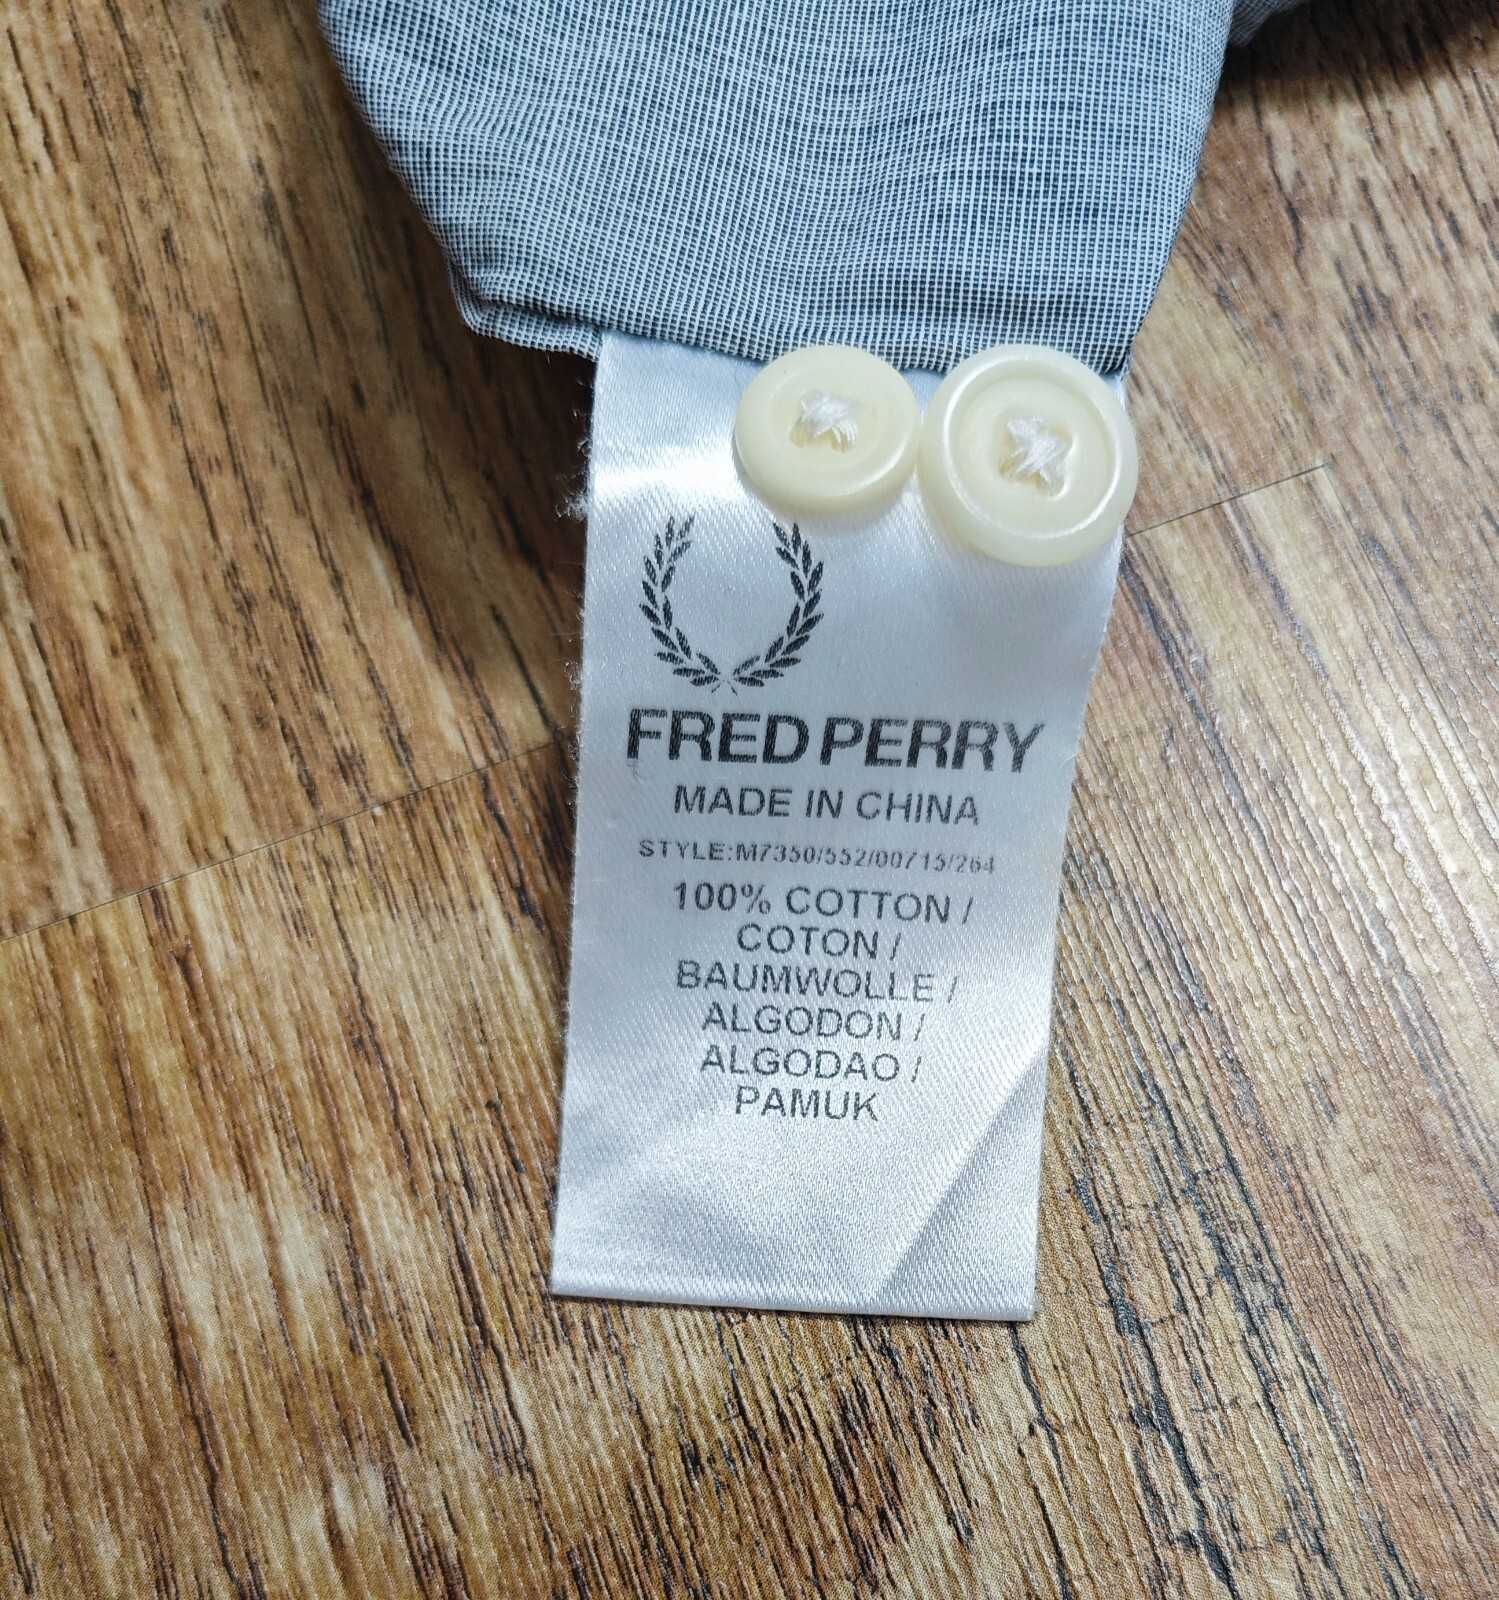 FRED PERRY
MADE IN CHINA
STYLE:M7350/552/00715/264
100% COTTON /
COTON /
BAUMWOLLE /
ALGODON /
ALGODAO /
PAMUK